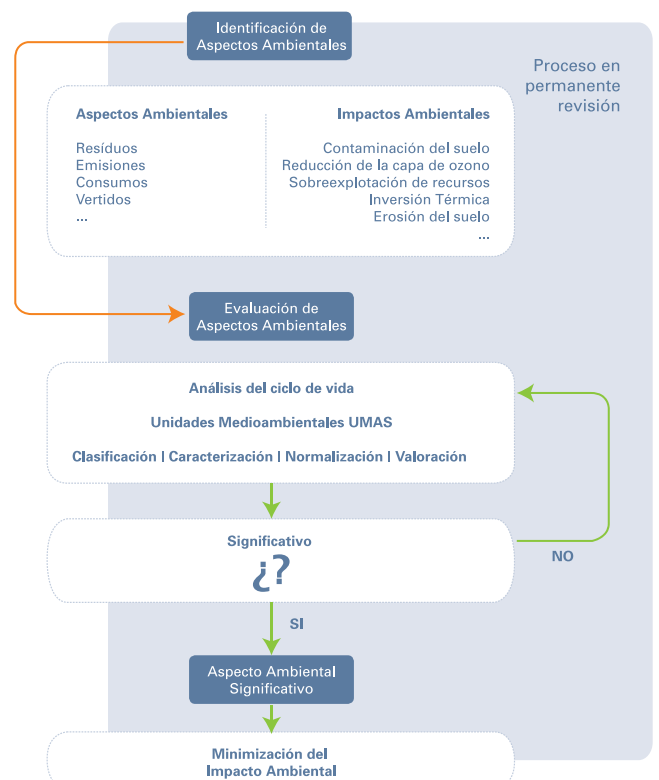 Identificación de
Aspectos Ambientales
Proceso en
permanente
revisión
Aspectos Ambientales
Resíduos
Emisiones
Consumos
Vertidos
...
Impactos Ambientales
Contaminación del suelo
Reducción de la capa de ozono
Sobreexplotación de recursos
Inversión Térmica
Erosión del suelo
...
Evaluación de
Aspectos Ambientales
Análisis del ciclo de vida
Unidades Medioambientales UMAS
Clasificación | Caracterización | Normalización | Valoración
Significativo
¿?
NO
SI
Aspecto Ambiental
Significativo
Minimización del
Impacto Ambiental